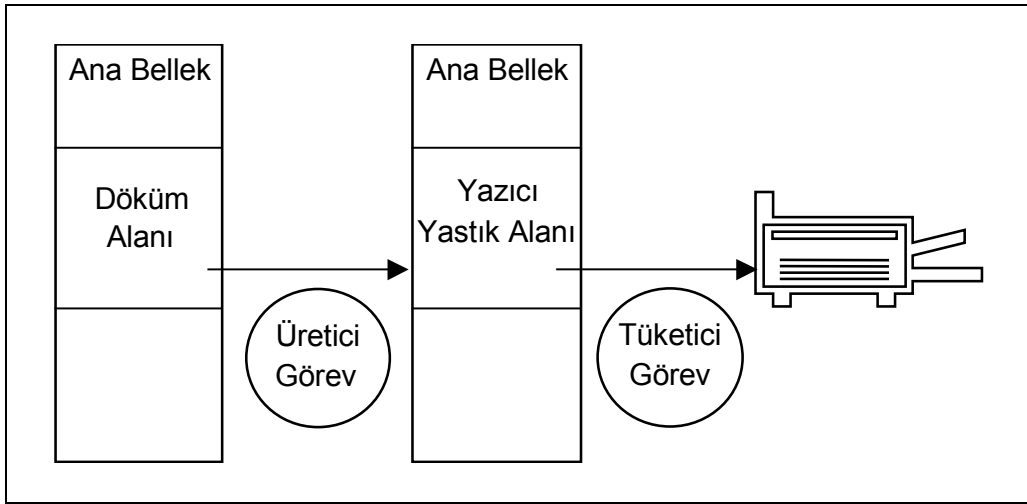 Ana Bellek
Döküm
Alanı
Üretici
Görev
Ana Bellek
Yazıcı
Yastık Alanı
Tüketici
Görev